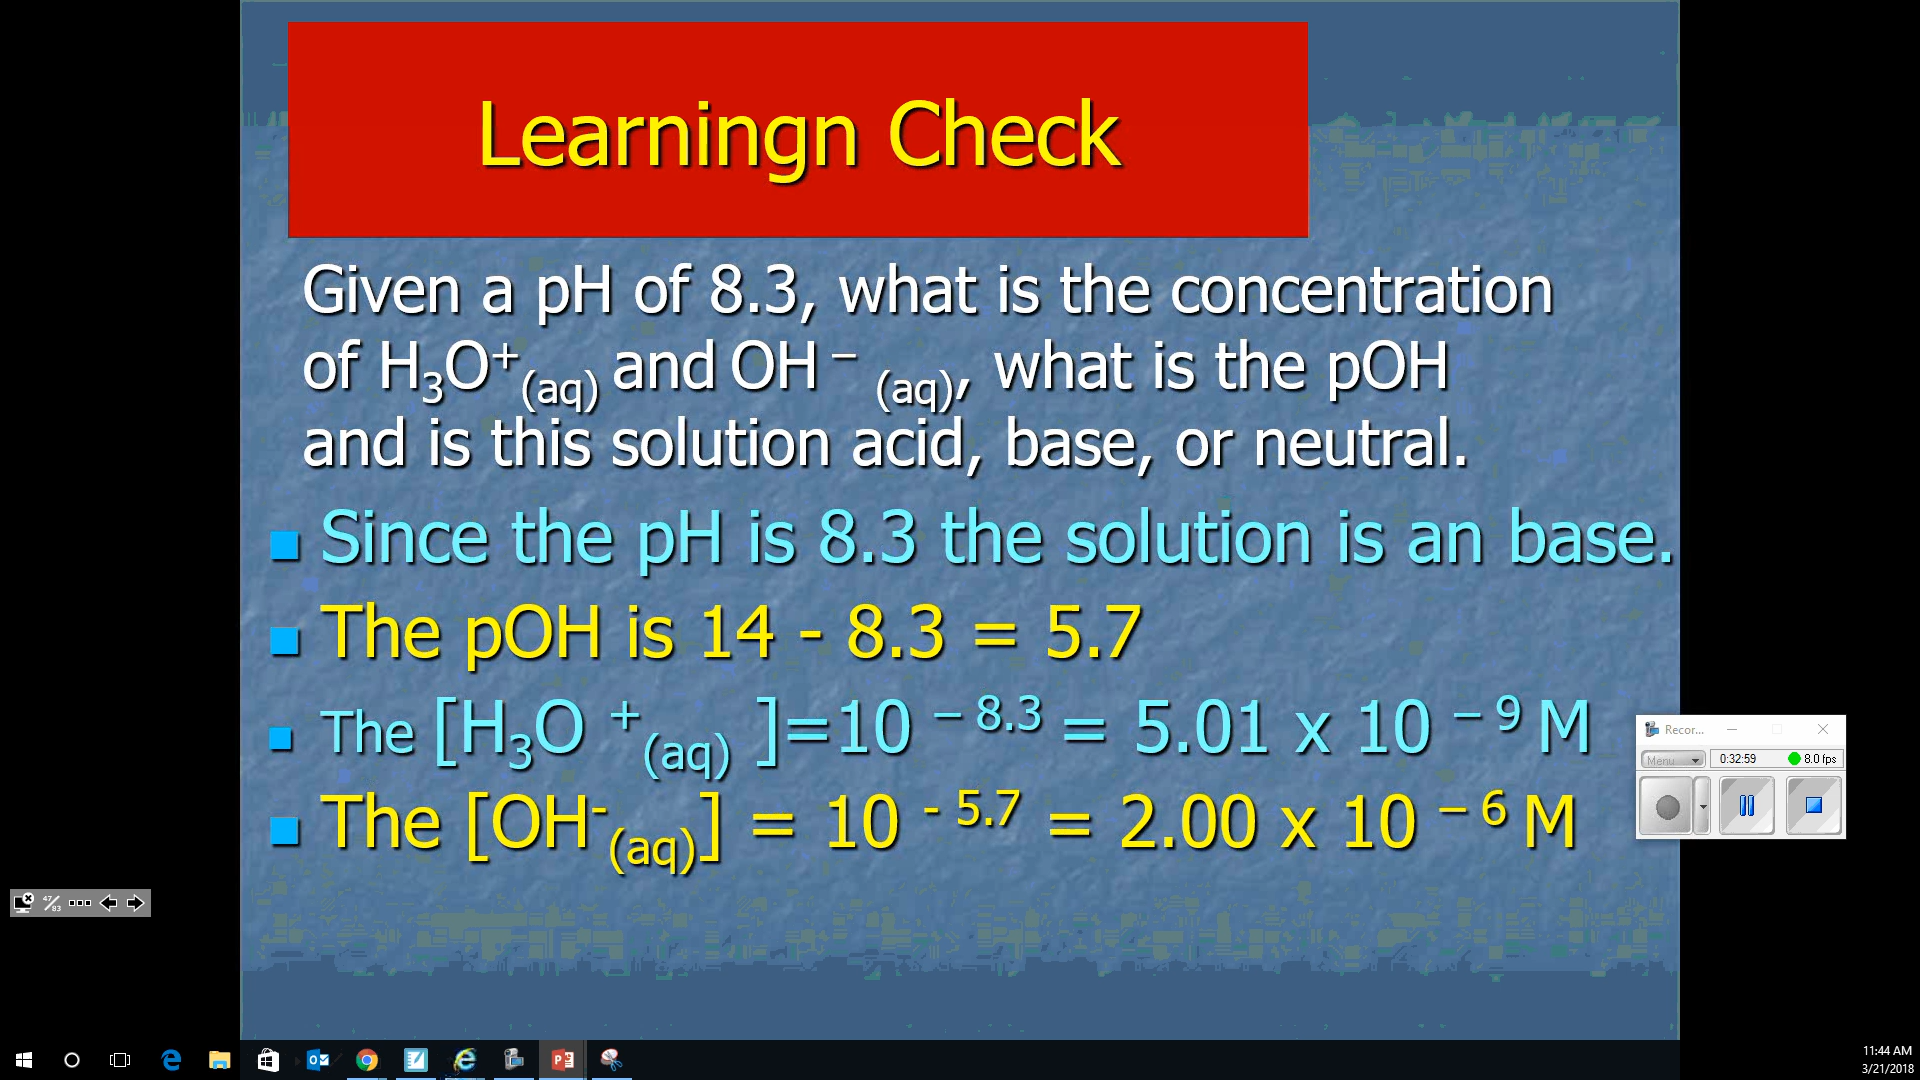 Learningn Check
Given a pH of 8.3, what is the concentration
of H₃O⁺(aq) and OH⁻ (aq), what is the pOH
and is this solution acid, base, or neutral.
Since the pH is 8.3 the solution is an base.
The pOH is 14 - 8.3 = 5.7
The [H₃O ⁺(aq) ]=10 ⁻ ⁸·³ = 5.01 x 10 ⁻ ⁹ M
The [OH⁻(aq)] = 10 ⁻ ⁵·⁷ = 2.00 x 10 ⁻ ⁶ M
Recor...
Menu 0:32:59 8.0 fps
47/83
11:44 AM
3/21/2018